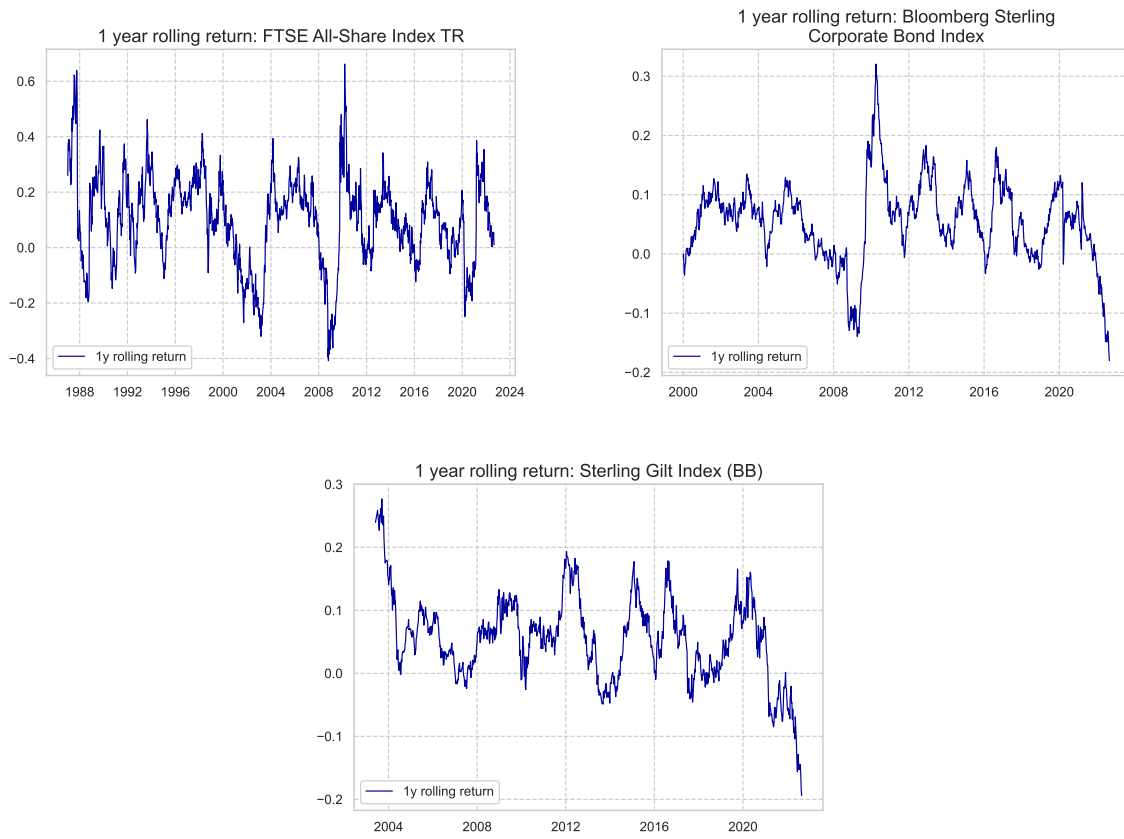 1 year rolling return: FTSE All-Share Index TR
0.6
0.4
0.2
0.0
−0.2
−0.4
1y rolling return
1988 1992 1996 2000 2004 2008 2012 2016 2020 2024
1 year rolling return: Bloomberg Sterling
Corporate Bond Index
0.3
0.2
0.1
0.0
−0.1
−0.2
1y rolling return
2000 2004 2008 2012 2016 2020
1 year rolling return: Sterling Gilt Index (BB)
0.3
0.2
0.1
0.0
−0.1
−0.2
1y rolling return
2004 2008 2012 2016 2020